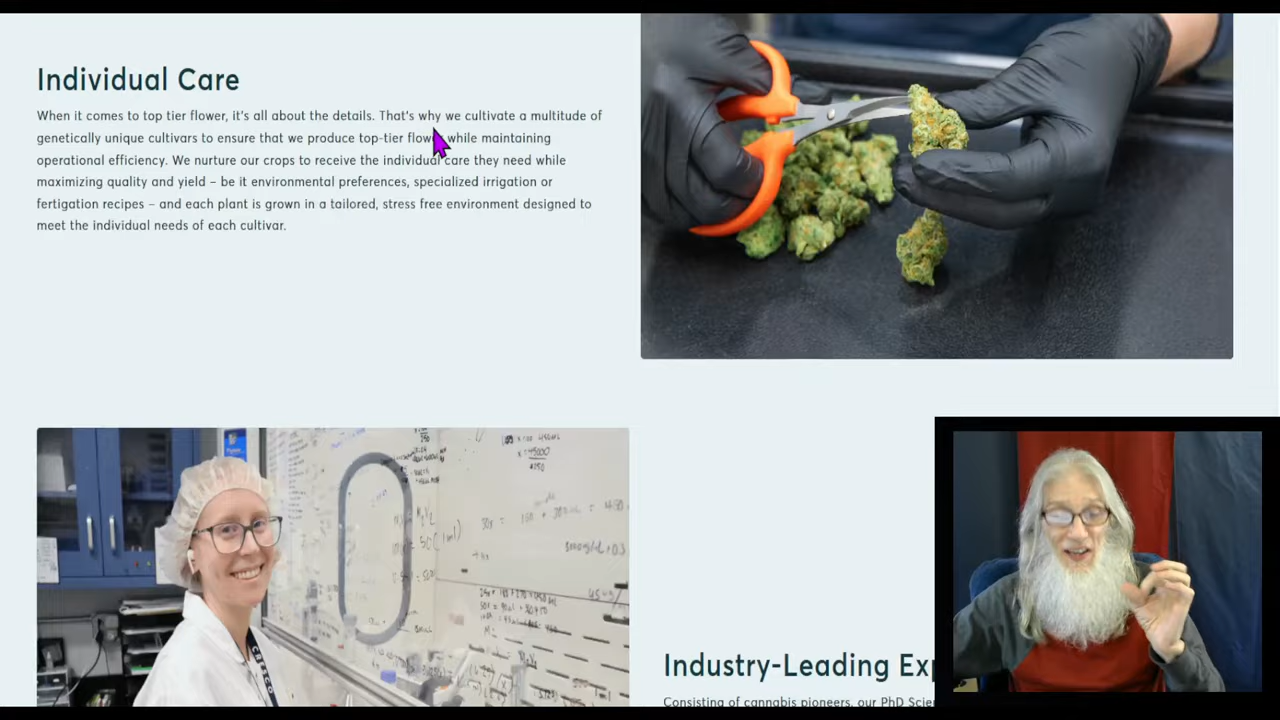 Individual Care
When it comes to top tier flower, it's all about the details. That's why we cultivate a multitude of
genetically unique cultivars to ensure that we produce top-tier flower while maintaining
operational efficiency. We nurture our crops to receive the individual care they need while
maximizing quality and yield – be it environmental preferences, specialized irrigation or
fertigation recipes – and each plant is grown in a tailored, stress free environment designed to
meet the individual needs of each cultivar.
Industry-Leading
Consisting of cannabis pioneers, our PhD